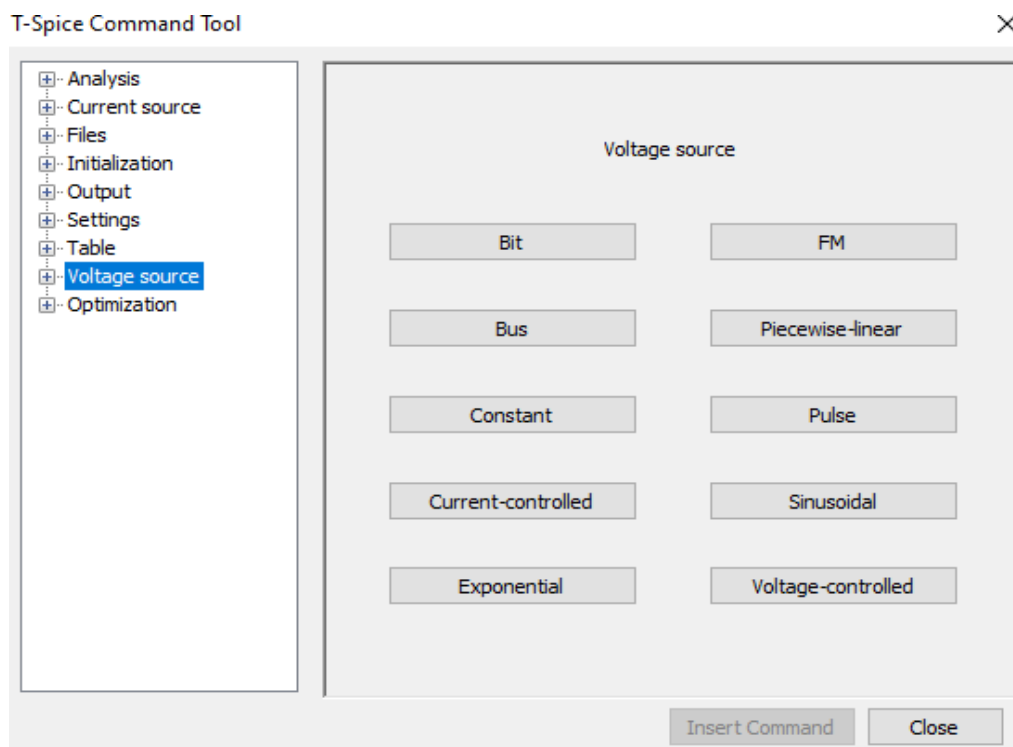 T-Spice Command Tool
Analysis
Current source
Files
Initialization
Output
Settings
Table
Voltage source
Optimization
Voltage source
Bit
FM
Bus
Piecewise-linear
Constant
Pulse
Current-controlled
Sinusoidal
Exponential
Voltage-controlled
Insert Command
Close